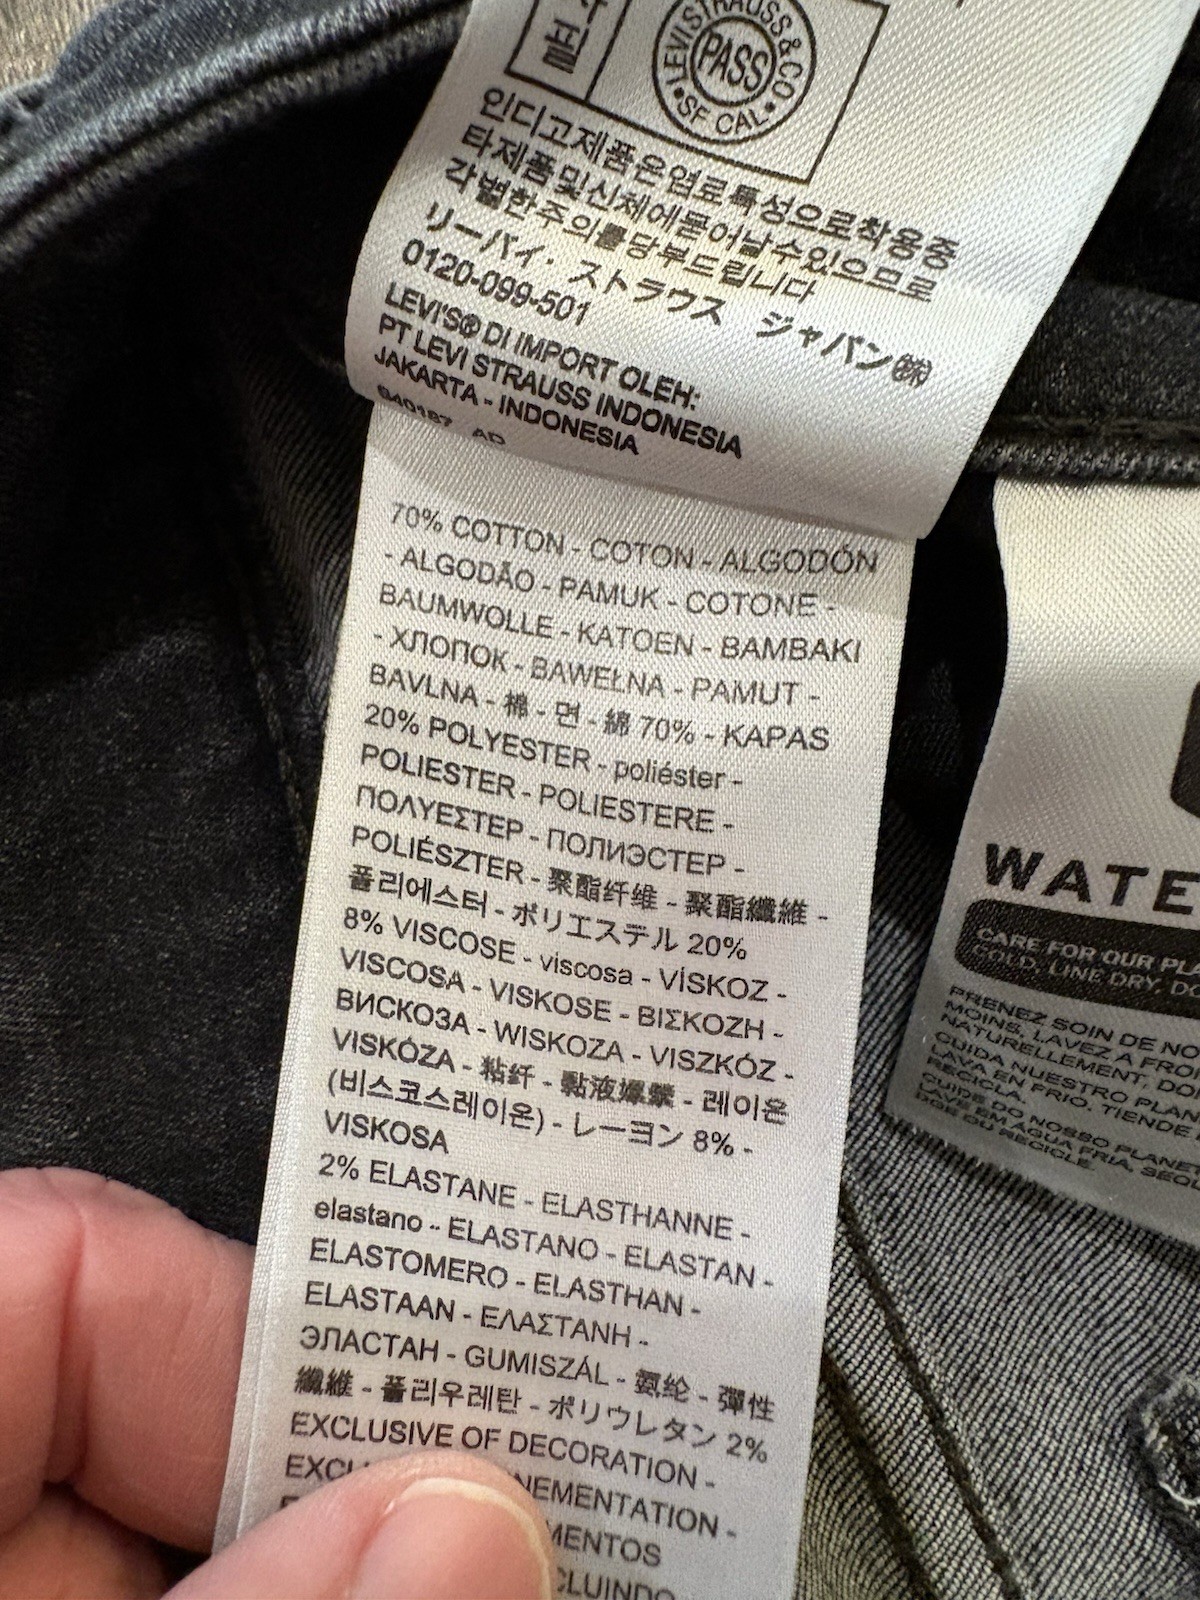 LEVI STRAUSS & CO
PASS
SF CAL
인디고제품은염료특성으로착용중
타제품및신체에묻어날수있으므로
각별한주의를당부드립니다
リーバイ・ストラウス ジャパン㈱
0120-099-501
LEVI'S® DI IMPORT OLEH:
PT LEVI STRAUSS INDONESIA
JAKARTA - INDONESIA
AD
70% COTTON - COTON - ALGODÓN
- ALGODÃO - PAMUK - COTONE -
BAUMWOLLE - KATOEN - BAMBAKI
- ХЛОПОК - BAWEŁNA - PAMUT -
BAVLNA - 棉 - 면 - 綿 70% - KAPAS
20% POLYESTER - poliéster -
POLIESTER - POLIESTERE -
ΠΟΛΥΕΣΤΕΡ - ПОЛИЭСТЕР -
POLIÉSZTER - 聚酯纤维 - 聚酯纖維 -
폴리에스터 - ポリエステル 20%
8% VISCOSE - viscosa - VİSKOZ -
VISCOSA - VISKOSE - ΒΙΣΚΟΖΗ -
ВИСКОЗА - WISKOZA - VISZKÓZ -
VISKÓZA - 粘纤 - 黏液嫘縈 - 레이온
(비스코스레이온) - レーヨン 8% -
VISKOSA
2% ELASTANE - ELASTHANNE -
elastano - ELASTANO - ELASTAN -
ELASTOMERO - ELASTHAN -
ELASTAAN - ΕΛΑΣΤΑΝΗ -
ЭЛАСТАН - GUMISZÁL - 氨纶 - 彈性
纖維 - 폴리우레탄 - ポリウレタン 2%
EXCLUSIVE OF DECORATION -
NEMENTATION -
MENTOS
CLUINDO
WATE
CARE FOR OUR PL
COLD, LINE DRY, DO
PRENEZ SOIN DE NO
MOINS, LAVEZ A FROI
NATURELLEMENT, DO
CUIDA NUESTRO PLAN
LAVA EN FRIO, TIENDE
RECICLA.
CUIDE DO NOSSO PLANET
LAVE EM AGUA FRIA, SEQU
DOE OU RECICLE.